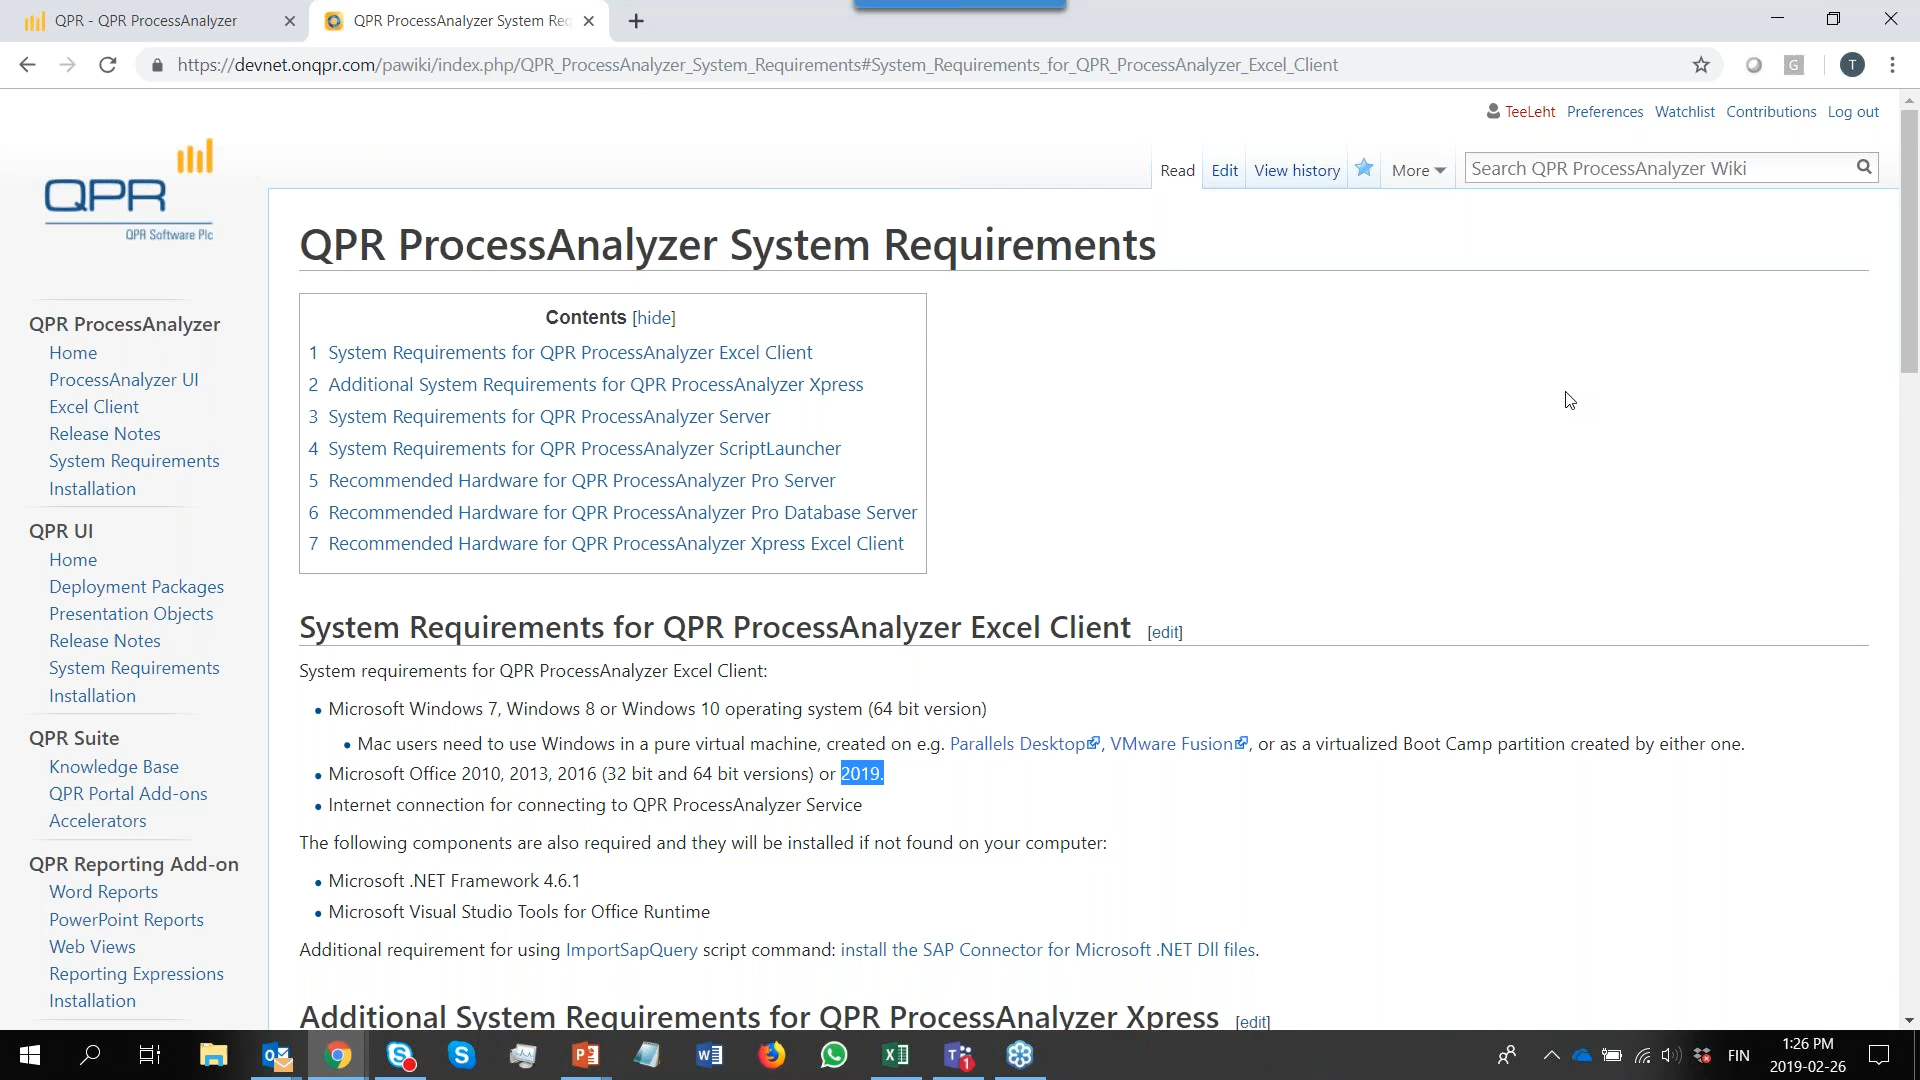 QPR - QPR ProcessAnalyzer
QPR ProcessAnalyzer System Req
https://devnet.onqpr.com/pawiki/index.php/QPR_ProcessAnalyzer_System_Requirements#System_Requirements_for_QPR_ProcessAnalyzer_Excel_Client
G
T
TeeLeht Preferences Watchlist Contributions Log out
Read Edit View history More Search QPR ProcessAnalyzer Wiki
QPR
QPR Software Plc
QPR ProcessAnalyzer
Home
ProcessAnalyzer UI
Excel Client
Release Notes
System Requirements
Installation
QPR UI
Home
Deployment Packages
Presentation Objects
Release Notes
System Requirements
Installation
QPR Suite
Knowledge Base
QPR Portal Add-ons
Accelerators
QPR Reporting Add-on
Word Reports
PowerPoint Reports
Web Views
Reporting Expressions
Installation
QPR ProcessAnalyzer System Requirements
Contents [hide]
1 System Requirements for QPR ProcessAnalyzer Excel Client
2 Additional System Requirements for QPR ProcessAnalyzer Xpress
3 System Requirements for QPR ProcessAnalyzer Server
4 System Requirements for QPR ProcessAnalyzer ScriptLauncher
5 Recommended Hardware for QPR ProcessAnalyzer Pro Server
6 Recommended Hardware for QPR ProcessAnalyzer Pro Database Server
7 Recommended Hardware for QPR ProcessAnalyzer Xpress Excel Client
System Requirements for QPR ProcessAnalyzer Excel Client [edit]
System requirements for QPR ProcessAnalyzer Excel Client:
• Microsoft Windows 7, Windows 8 or Windows 10 operating system (64 bit version)
• Mac users need to use Windows in a pure virtual machine, created on e.g. Parallels Desktop, VMware Fusion, or as a virtualized Boot Camp partition created by either one.
• Microsoft Office 2010, 2013, 2016 (32 bit and 64 bit versions) or 2019.
• Internet connection for connecting to QPR ProcessAnalyzer Service
The following components are also required and they will be installed if not found on your computer:
• Microsoft .NET Framework 4.6.1
• Microsoft Visual Studio Tools for Office Runtime
Additional requirement for using ImportSapQuery script command: install the SAP Connector for Microsoft .NET Dll files.
Additional System Requirements for QPR ProcessAnalyzer Xpress [edit]
FIN
1:26 PM
2019-02-26